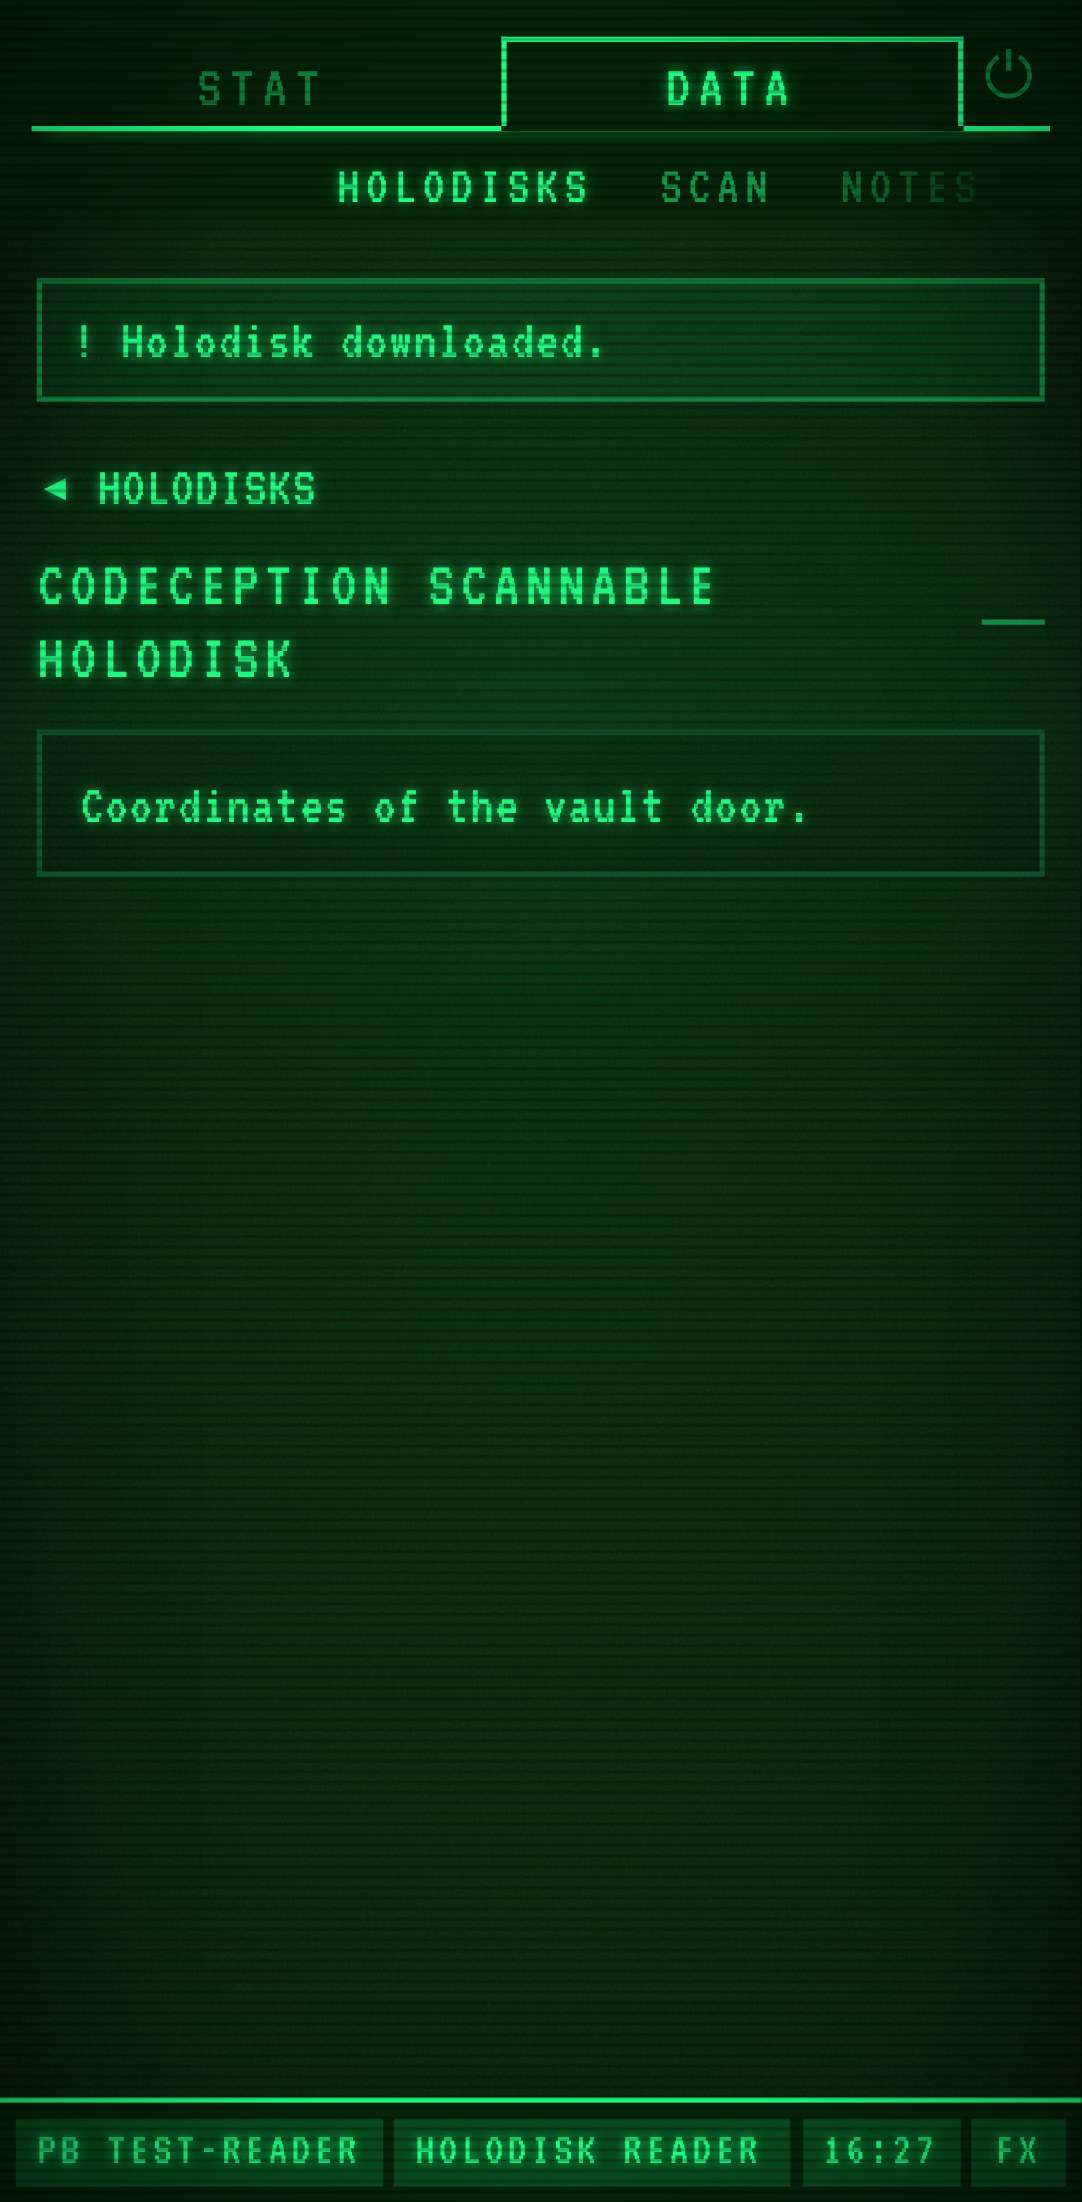 STAT
DATA
HOLODISKS SCAN NOTES
! Holodisk downloaded.
◄ HOLODISKS
CODECEPTION SCANNABLE
HOLODISK
Coordinates of the vault door.
PB TEST-READER HOLODISK READER 16:27 FX